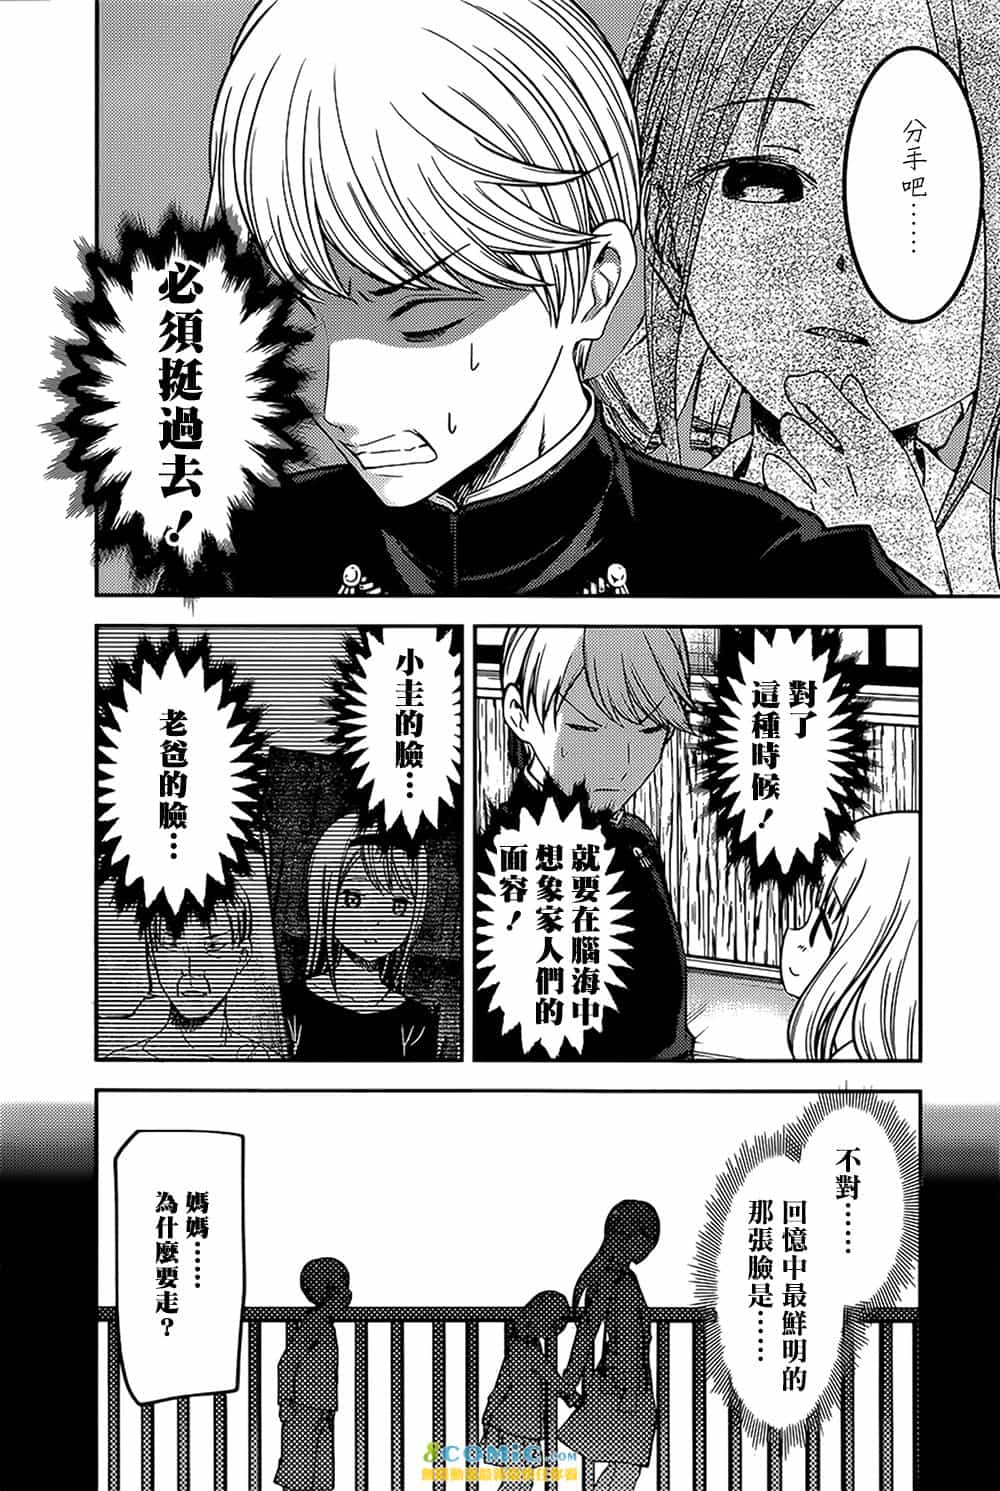 分手吧……
必須挺過去！
對了
這種時候！
就要在腦海中
想象家人們的
面容！
小圭的臉…
老爸的臉…
不對……
回憶中最鮮明的
那張臉是……
媽媽……
為什麼要走？
8COMIC.com